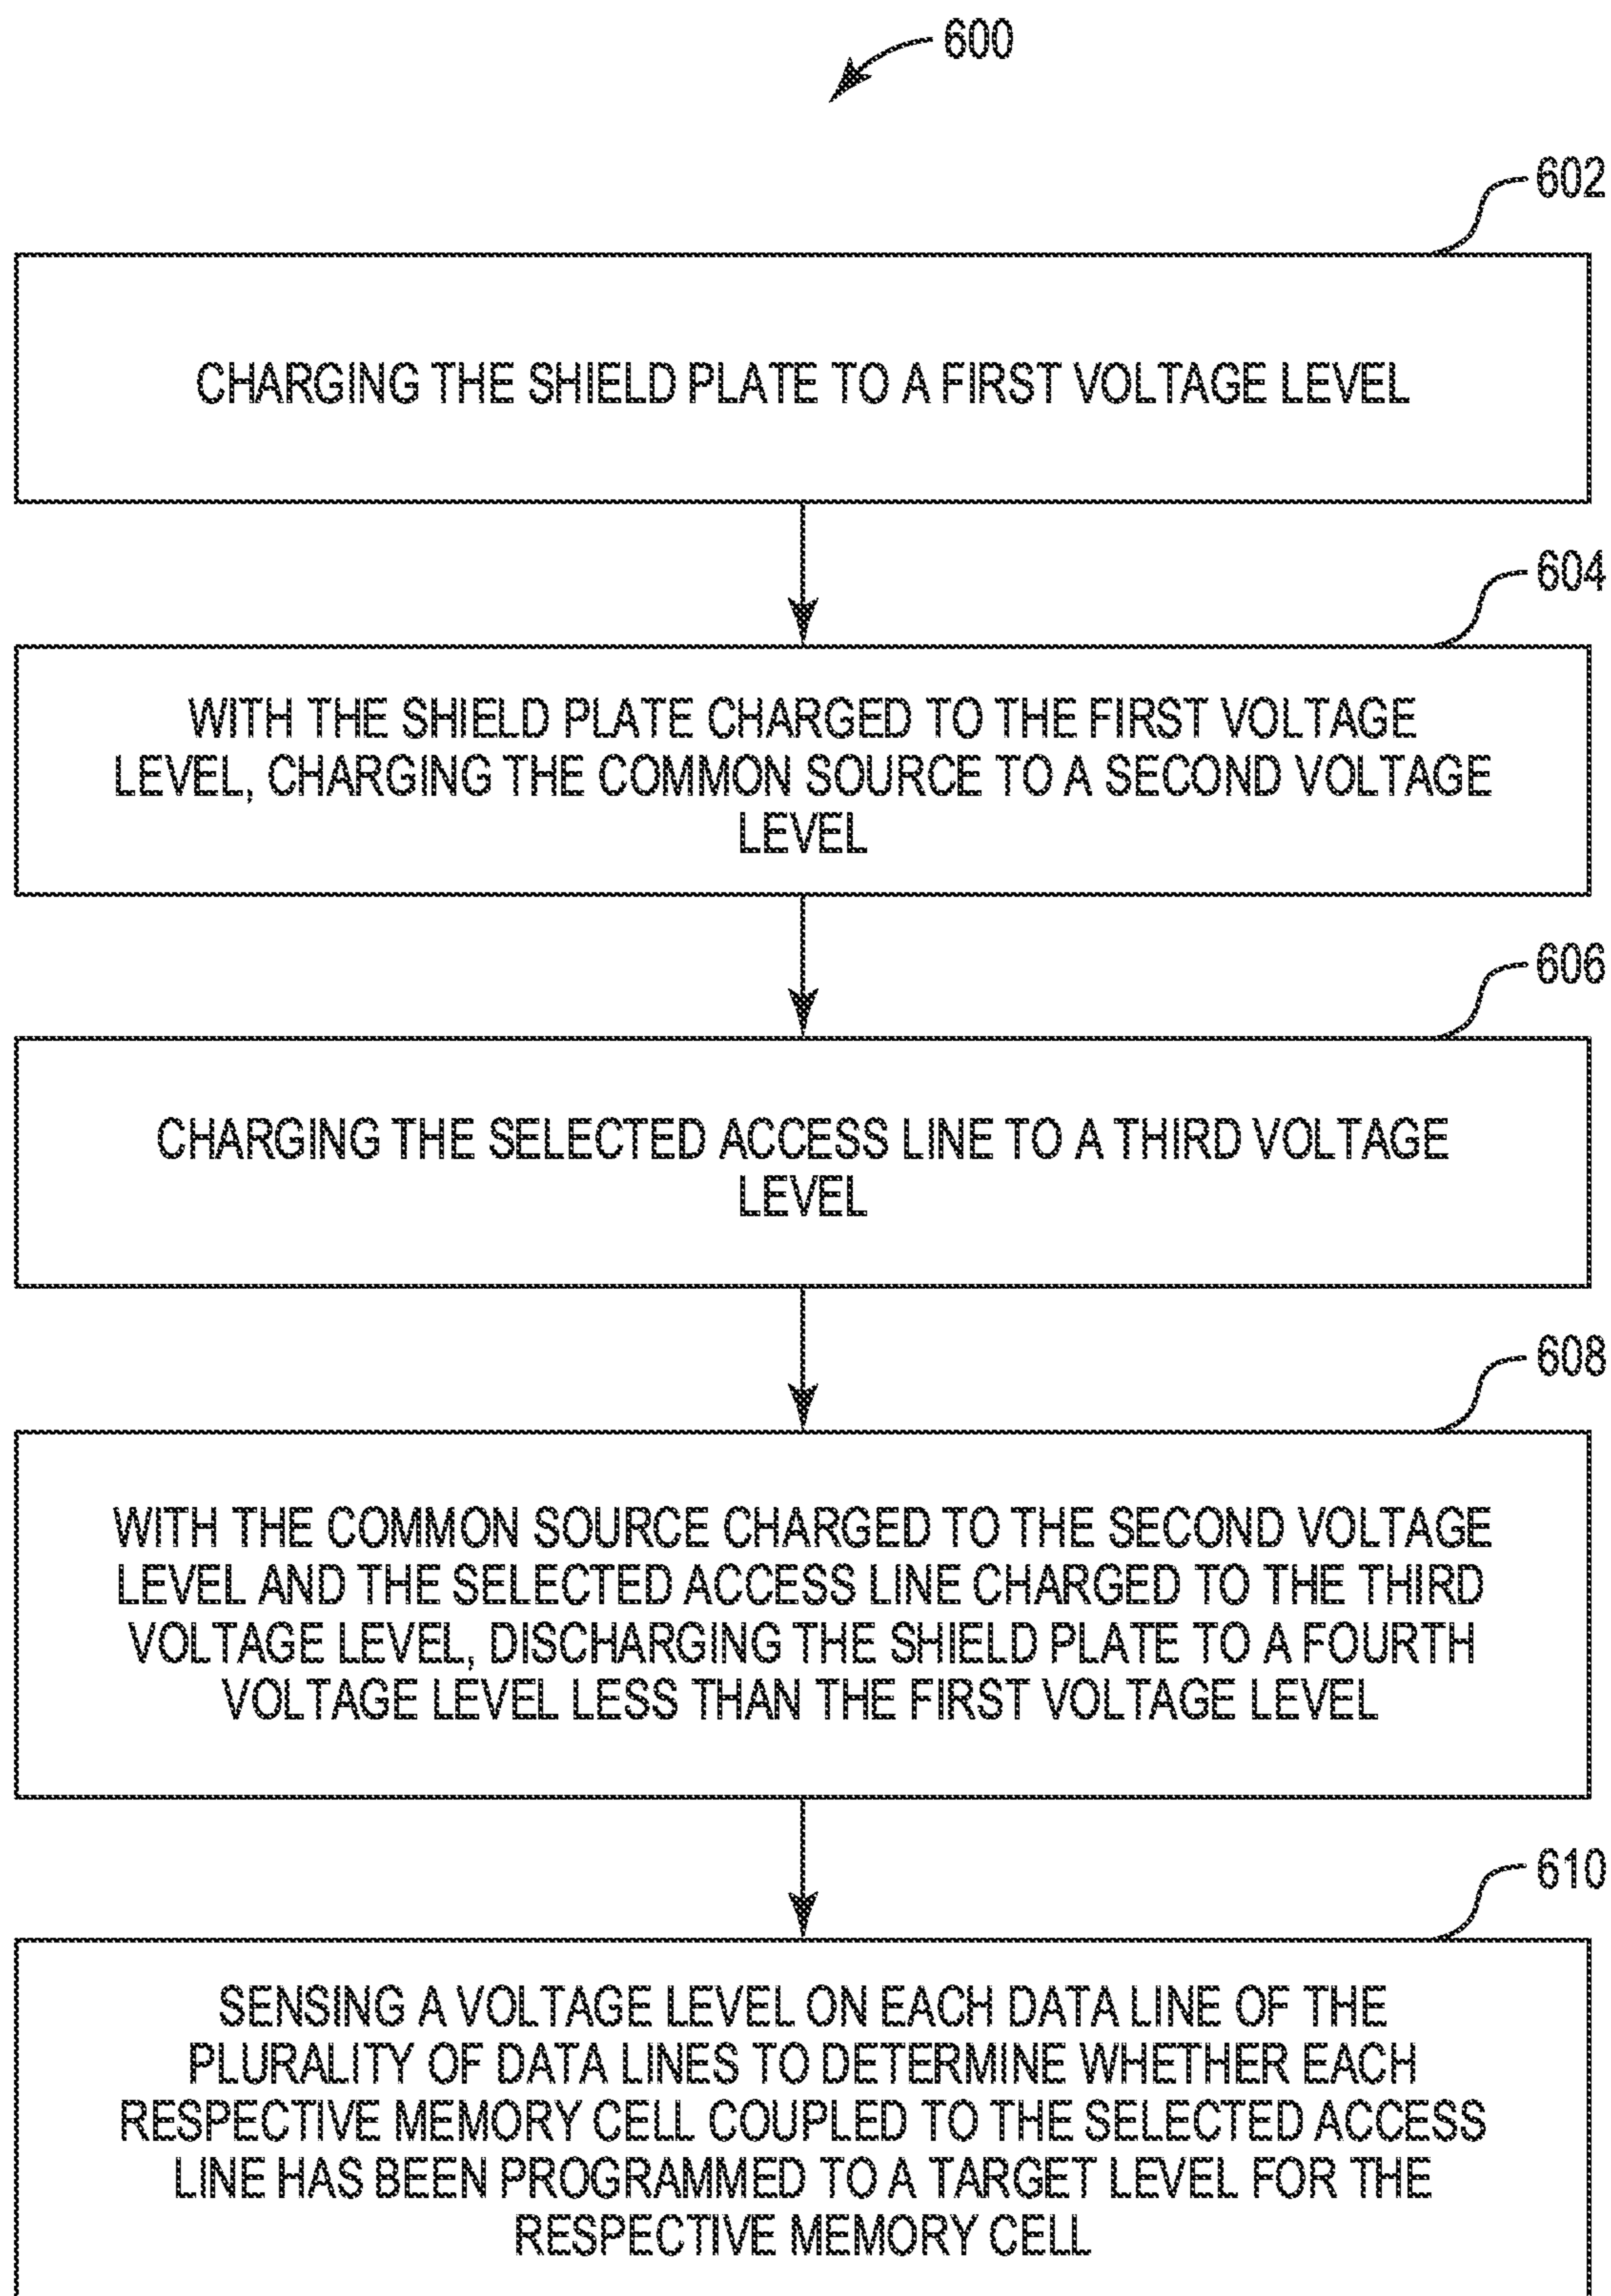 600
602
CHARGING THE SHIELD PLATE TO A FIRST VOLTAGE LEVEL
604
WITH THE SHIELD PLATE CHARGED TO THE FIRST VOLTAGE
LEVEL, CHARGING THE COMMON SOURCE TO A SECOND VOLTAGE
LEVEL
606
CHARGING THE SELECTED ACCESS LINE TO A THIRD VOLTAGE
LEVEL
608
WITH THE COMMON SOURCE CHARGED TO THE SECOND VOLTAGE
LEVEL AND THE SELECTED ACCESS LINE CHARGED TO THE THIRD
VOLTAGE LEVEL, DISCHARGING THE SHIELD PLATE TO A FOURTH
VOLTAGE LEVEL LESS THAN THE FIRST VOLTAGE LEVEL
610
SENSING A VOLTAGE LEVEL ON EACH DATA LINE OF THE
PLURALITY OF DATA LINES TO DETERMINE WHETHER EACH
RESPECTIVE MEMORY CELL COUPLED TO THE SELECTED ACCESS
LINE HAS BEEN PROGRAMMED TO A TARGET LEVEL FOR THE
RESPECTIVE MEMORY CELL